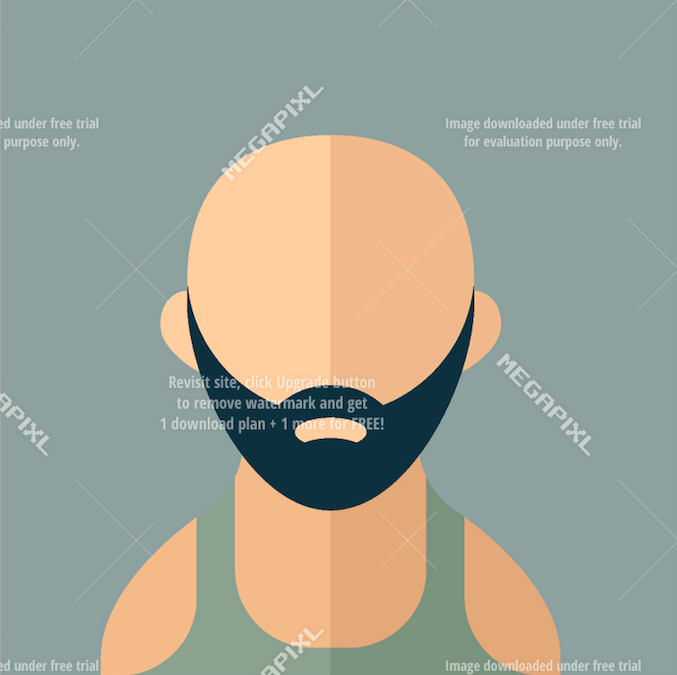 ed under free trial
purpose only.
MEGAPIXL
Image downloaded under free trial
for evaluation purpose only.
Revisit site, click Upgrade button
to remove watermark and get
1 download plan + 1 more for FREE!
MEGAPIXL
APIXL
ed under free trial
MEGAPIXL
Image downloaded under free trial